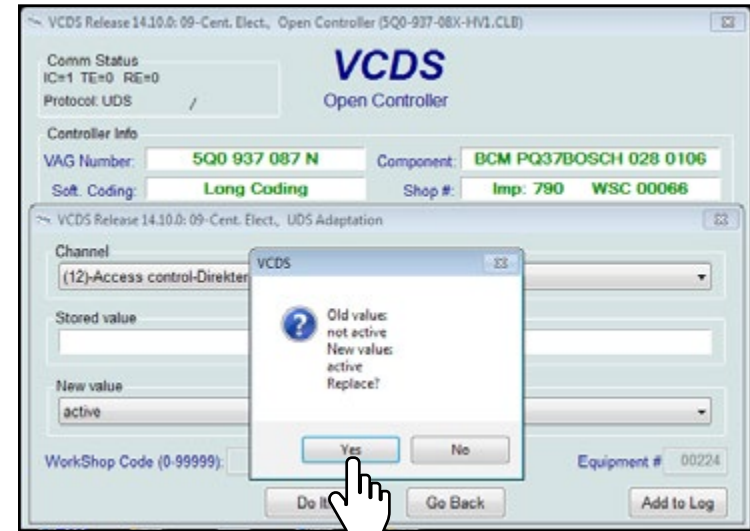 VCDS Release 14.10.0: 09-Cent. Elect., Open Controller (5Q0-937-08X-HV1.CLB)
Comm Status
IC=1 TE=0 RE=0
Protocol: UDS /
VCDS
Open Controller
Controller Info
VAG Number: 5Q0 937 087 N Component: BCM PQ37BOSCH 028 0106
Soft. Coding: Long Coding Shop #: Imp: 790 WSC 00066
VCDS Release 14.10.0: 09-Cent. Elect., UDS Adaptation
Channel
(12)-Access control-
VCDS
Old value:
not active
New value:
active
Replace?
Yes No
Stored value
New value
active
WorkShop Code (0-99999): Equipment # 00224
Do Go Back Add to Log